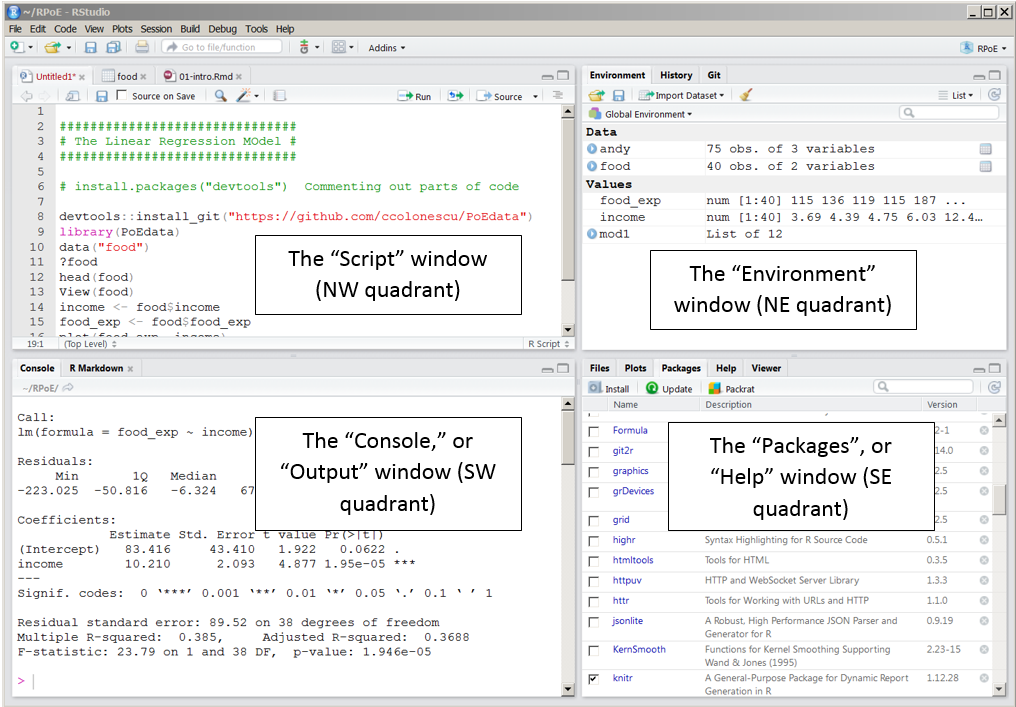 ~/RPoE - RStudio
File Edit Code View Plots Session Build Debug Tools Help
Go to file/function Addins RPoE
Untitled1* food 01-intro.Rmd
Source on Save Run Source
1
2 ###############################
3 # The Linear Regression MOdel #
4 ###############################
5
6 # install.packages("devtools")  Commenting out parts of code
7
8 devtools::install_git("https://github.com/ccolonescu/PoEdata")
9 library(PoEdata)
10 data("food")
11 ?food
12 head(food)
13 View(food)
14 income <- food$income
15 food_exp <- food$food_exp
The “Script” window
(NW quadrant)
19:1 (Top Level) R Script
Environment History Git
Import Dataset List
Global Environment
Data
andy 75 obs. of 3 variables
food 40 obs. of 2 variables
Values
food_exp num [1:40] 115 136 119 115 187 ...
income num [1:40] 3.69 4.39 4.75 6.03 12.4…
mod1 List of 12
The “Environment”
window (NE quadrant)
Console R Markdown
~/RPoE/
Call:
lm(formula = food_exp ~ income)
Residuals:
Min 1Q Median
-223.025 -50.816 -6.324 67
Coefficients:
Estimate Std. Error t value Pr(>|t|)
(Intercept) 83.416 43.410 1.922 0.0622 .
income 10.210 2.093 4.877 1.95e-05 ***
---
Signif. codes: 0 ‘***’ 0.001 ‘**’ 0.01 ‘*’ 0.05 ‘.’ 0.1 ‘ ’ 1
Residual standard error: 89.52 on 38 degrees of freedom
Multiple R-squared: 0.385, Adjusted R-squared: 0.3688
F-statistic: 23.79 on 1 and 38 DF, p-value: 1.946e-05
>
The “Console,” or
“Output” window (SW
quadrant)
Files Plots Packages Help Viewer
Install Update Packrat
Name Description Version
Formula 2-1
git2r 14.0
graphics 2.5
grDevices 2.5
grid 2.5
highr Syntax Highlighting for R Source Code 0.5.1
htmltools Tools for HTML 0.3.5
httpuv HTTP and WebSocket Server Library 1.3.3
httr Tools for Working with URLs and HTTP 1.1.0
jsonlite A Robust, High Performance JSON Parser and 0.9.19
Generator for R
KernSmooth Functions for Kernel Smoothing Supporting 2.23-15
Wand & Jones (1995)
knitr A General-Purpose Package for Dynamic Report 1.12.28
Generation in R
The “Packages”, or
“Help” window (SE
quadrant)